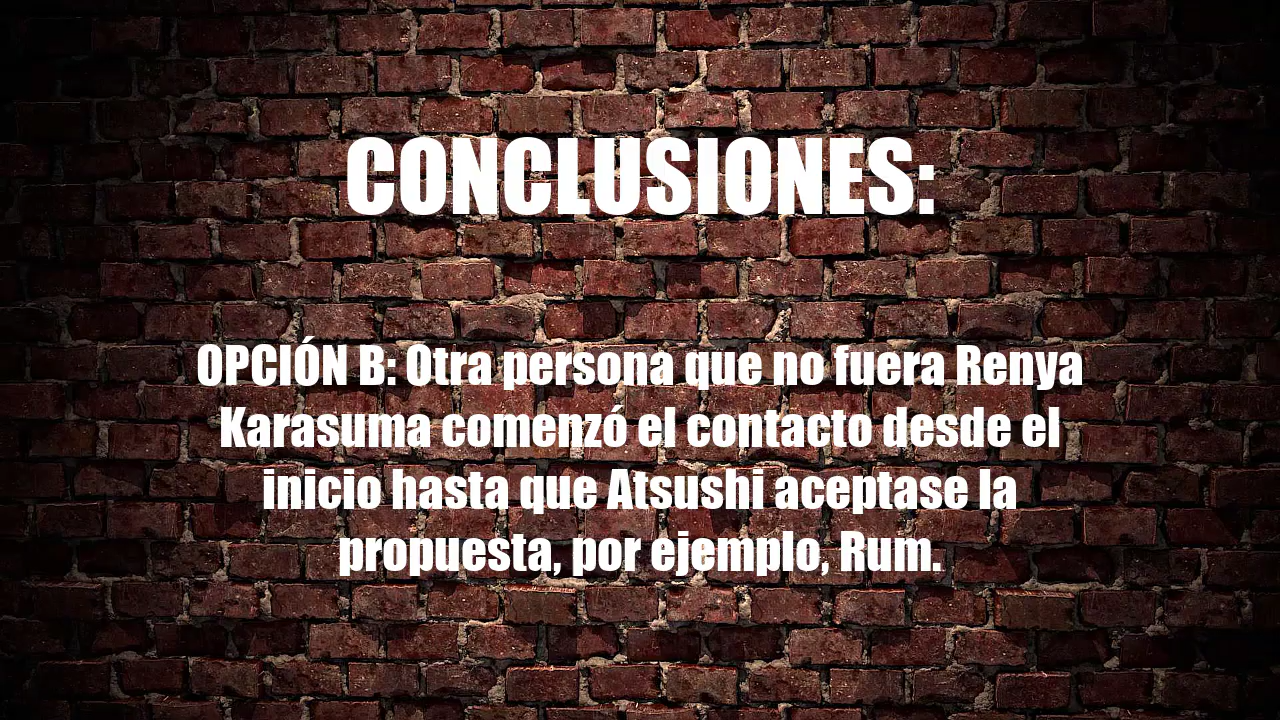 CONCLUSIONES:
OPCIÓN B: Otra persona que no fuera Renya
Karasuma comenzó el contacto desde el
inicio hasta que Atsushi aceptase la
propuesta, por ejemplo, Rum.